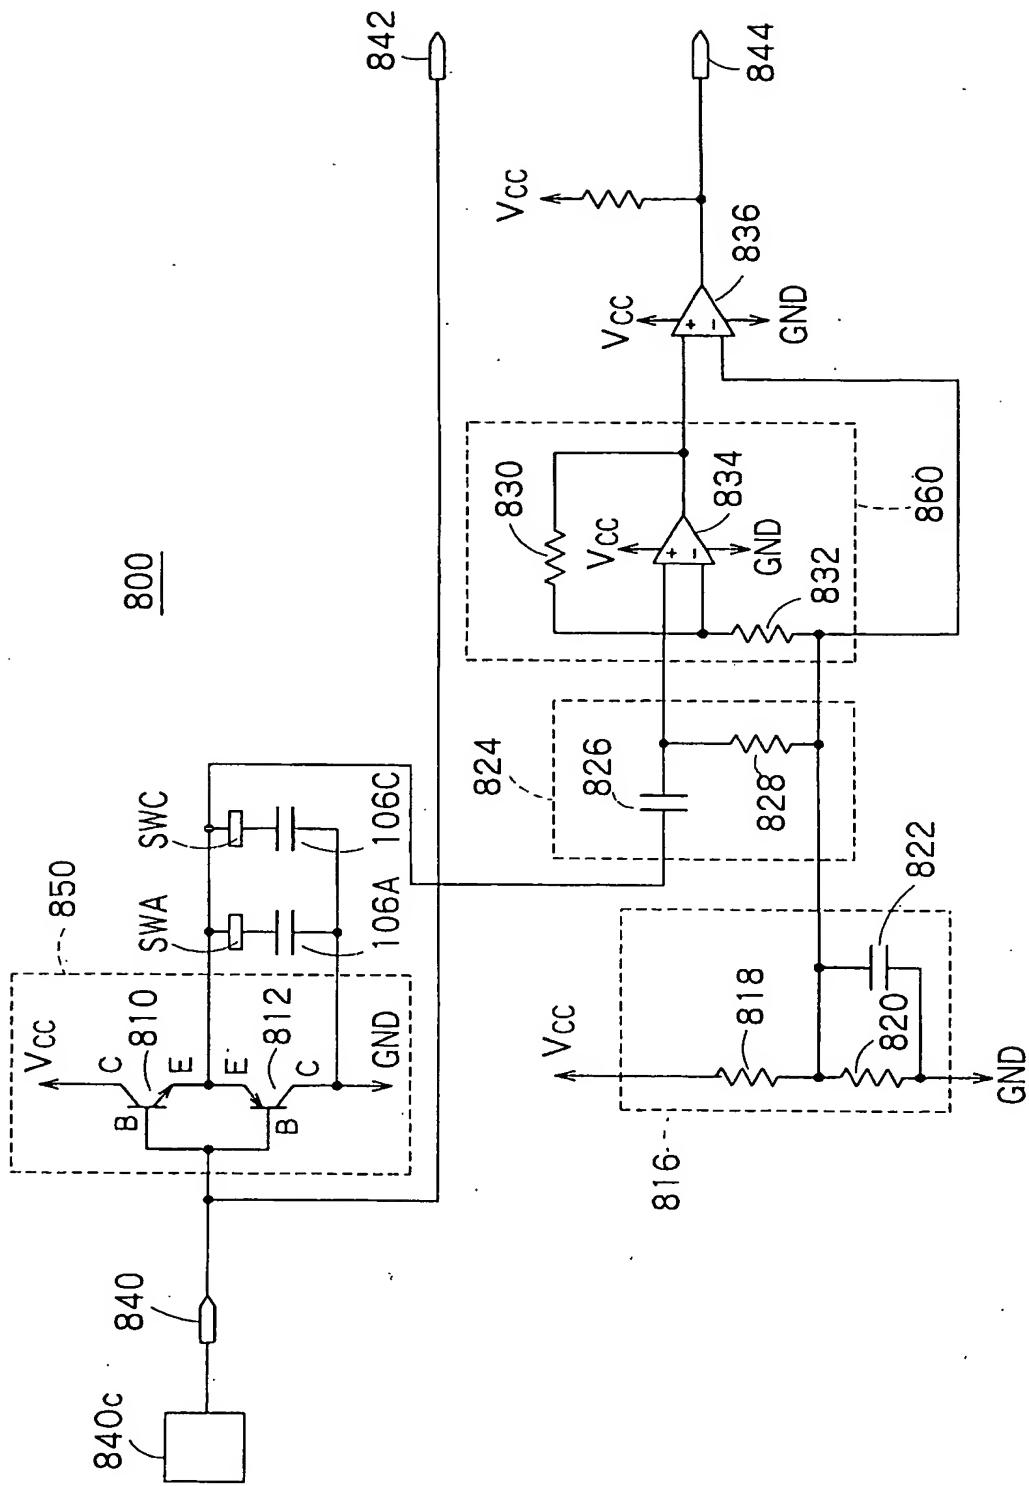 800
840c
840
850
VCC
C
B
810
E
E
812
B
C
GND
SWA
SWC
106A
106C
842
816
VCC
818
820
822
GND
824
826
828
830
VCC
+
−
834
GND
832
860
VCC
+
−
836
GND
VCC
844